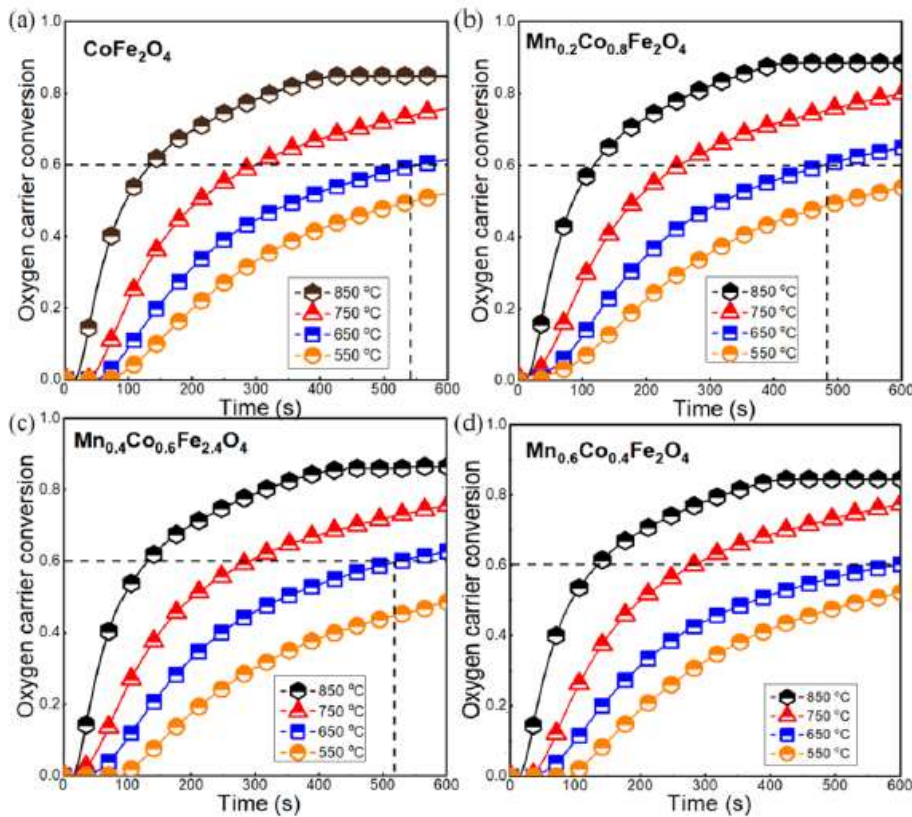 (a)
CoFe₂O₄
Oxygen carrier conversion
1.0
0.8
0.6
0.4
0.2
0.0
850 °C
750 °C
650 °C
550 °C
0 100 200 300 400 500 600
Time (s)
(b)
Mn₀.₂Co₀.₈Fe₂O₄
Oxygen carrier conversion
1.0
0.8
0.6
0.4
0.2
0.0
850 °C
750 °C
650 °C
550 °C
0 100 200 300 400 500 600
Time (s)
(c)
Mn₀.₄Co₀.₆Fe₂.₄O₄
Oxygen carrier conversion
1.0
0.8
0.6
0.4
0.2
0.0
850 °C
750 °C
650 °C
550 °C
0 100 200 300 400 500 600
Time (s)
(d)
Mn₀.₆Co₀.₄Fe₂O₄
Oxygen carrier conversion
1.0
0.8
0.6
0.4
0.2
0.0
850 °C
750 °C
650 °C
550 °C
0 100 200 300 400 500 600
Time (s)